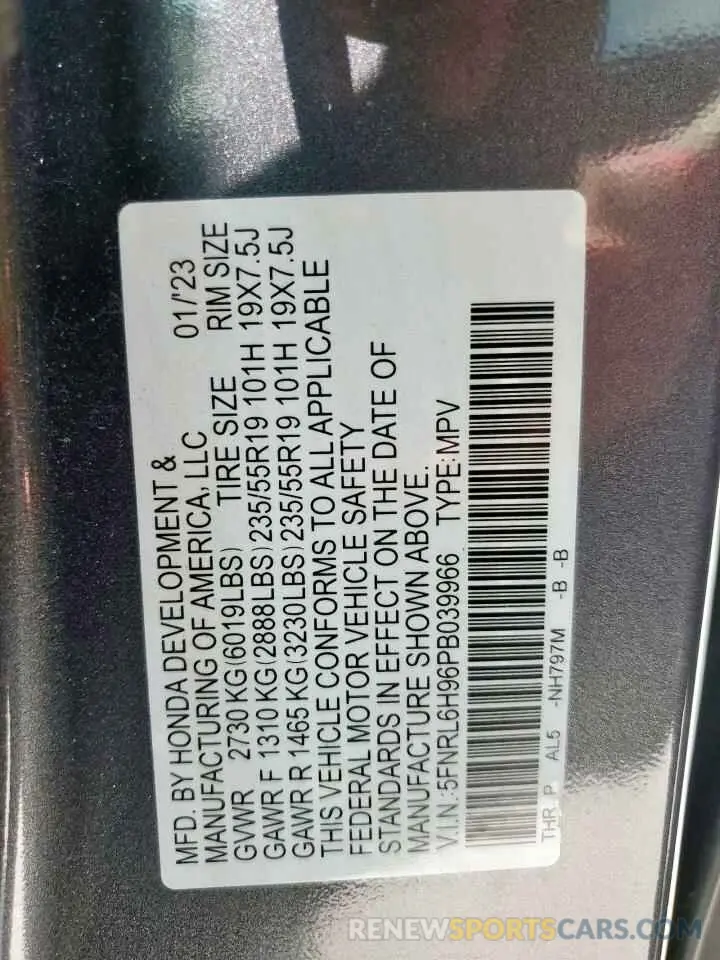 MFD. BY HONDA DEVELOPMENT &
MANUFACTURING OF AMERICA, LLC 01/'23
GVWR 2730 KG(6019LBS) TIRE SIZE RIM SIZE
GAWR F 1310 KG(2888LBS) 235/55R19 101H 19X7.5J
GAWR R 1465 KG(3230LBS) 235/55R19 101H 19X7.5J
THIS VEHICLE CONFORMS TO ALL APPLICABLE
FEDERAL MOTOR VEHICLE SAFETY
STANDARDS IN EFFECT ON THE DATE OF
MANUFACTURE SHOWN ABOVE.
V.I.N.:5FNRL6H96PB039966 TYPE:MPV
THR P AL5 -NH797M -B -B
RENEWSPORTSCARS.COM